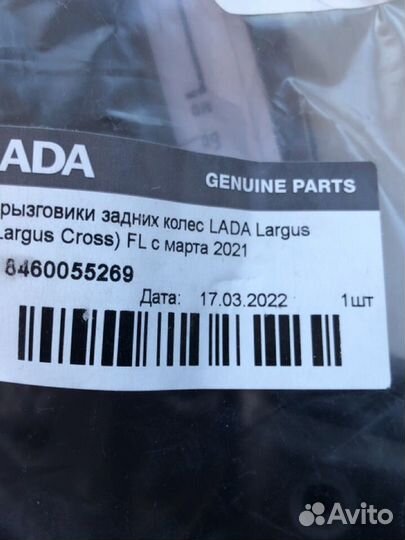 LADA
GENUINE PARTS
рызговики задних колес LADA Largus
Largus Cross) FL с марта 2021
8460055269
Дата: 17.03.2022 1шт
Avito